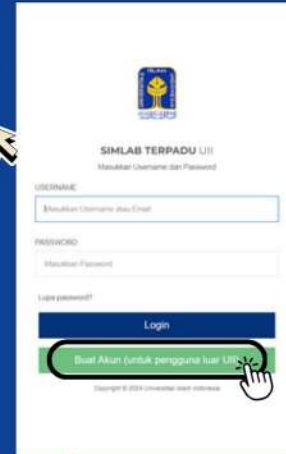 SIMLAB TERPADU UII
Masukkan Username dan Password
USERNAME
Masukkan Username atau Email
PASSWORD
Masukkan Password
Lupa password?
Login
Buat Akun (untuk pengguna luar UII)
Copyright © 2024 Universitas Islam Indonesia